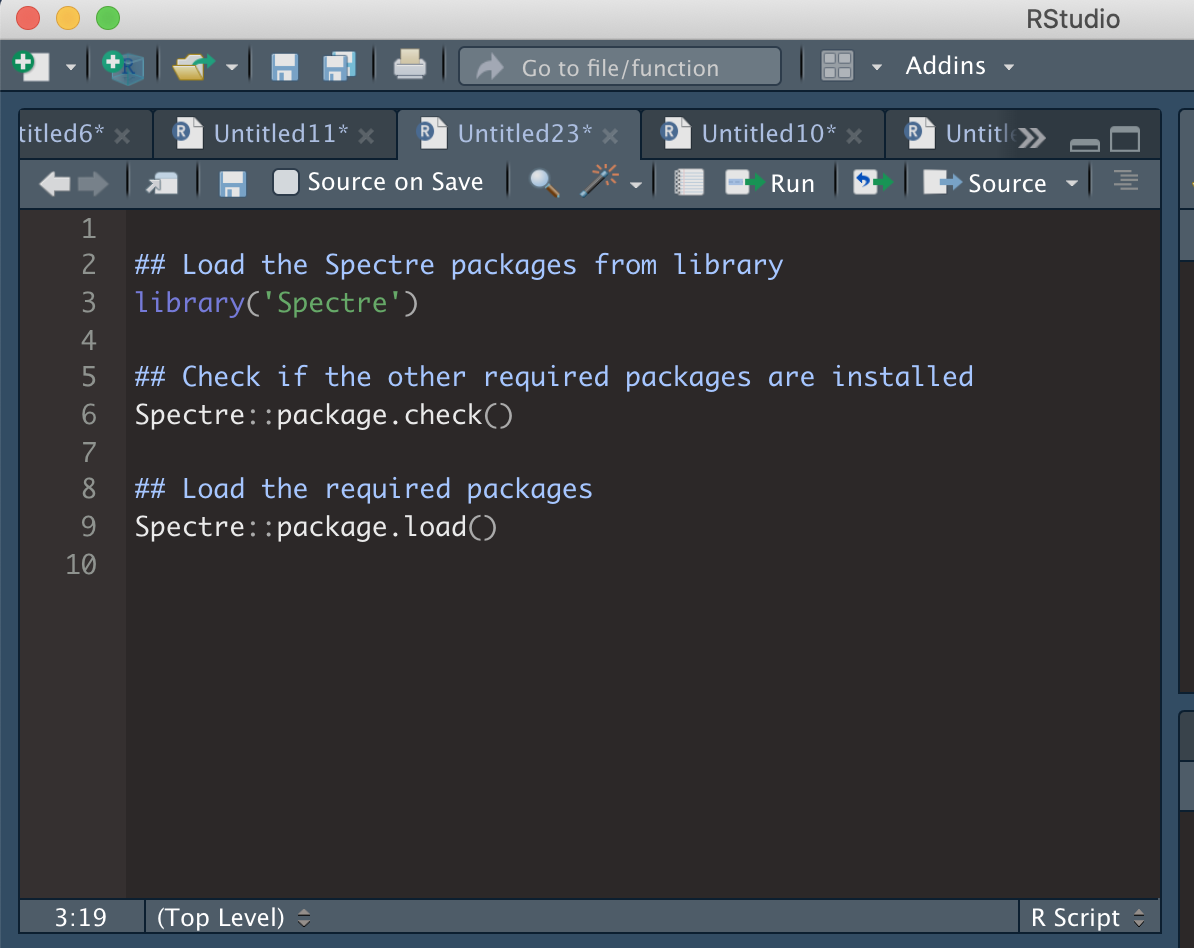 RStudio
Go to file/function
Addins
titled6*
Untitled11*
Untitled23*
Untitled10*
Untitl
Source on Save
Run
Source
1
2 ## Load the Spectre packages from library
3 library('Spectre')
4
5 ## Check if the other required packages are installed
6 Spectre::package.check()
7
8 ## Load the required packages
9 Spectre::package.load()
10
3:19 (Top Level) R Script